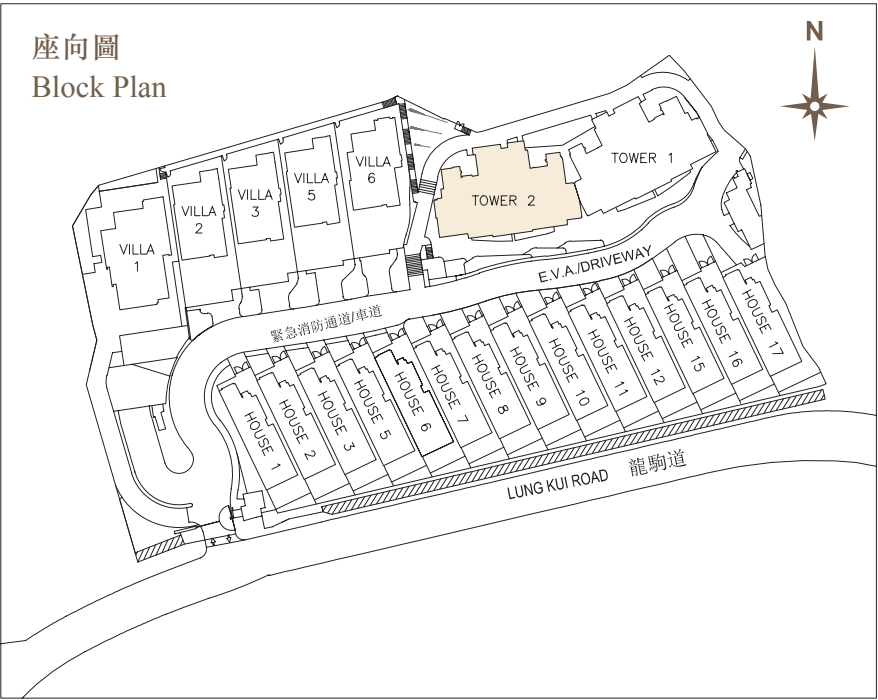 座向圖
Block Plan
N
VILLA
1
VILLA
2
VILLA
3
VILLA
5
VILLA
6
TOWER 2
TOWER 1
E.V.A./DRIVEWAY
緊急消防通道/車道
HOUSE 1
HOUSE 2
HOUSE 3
HOUSE 5
HOUSE 6
HOUSE 7
HOUSE 8
HOUSE 9
HOUSE 10
HOUSE 11
HOUSE 12
HOUSE 15
HOUSE 16
HOUSE 17
LUNG KUI ROAD 龍駒道